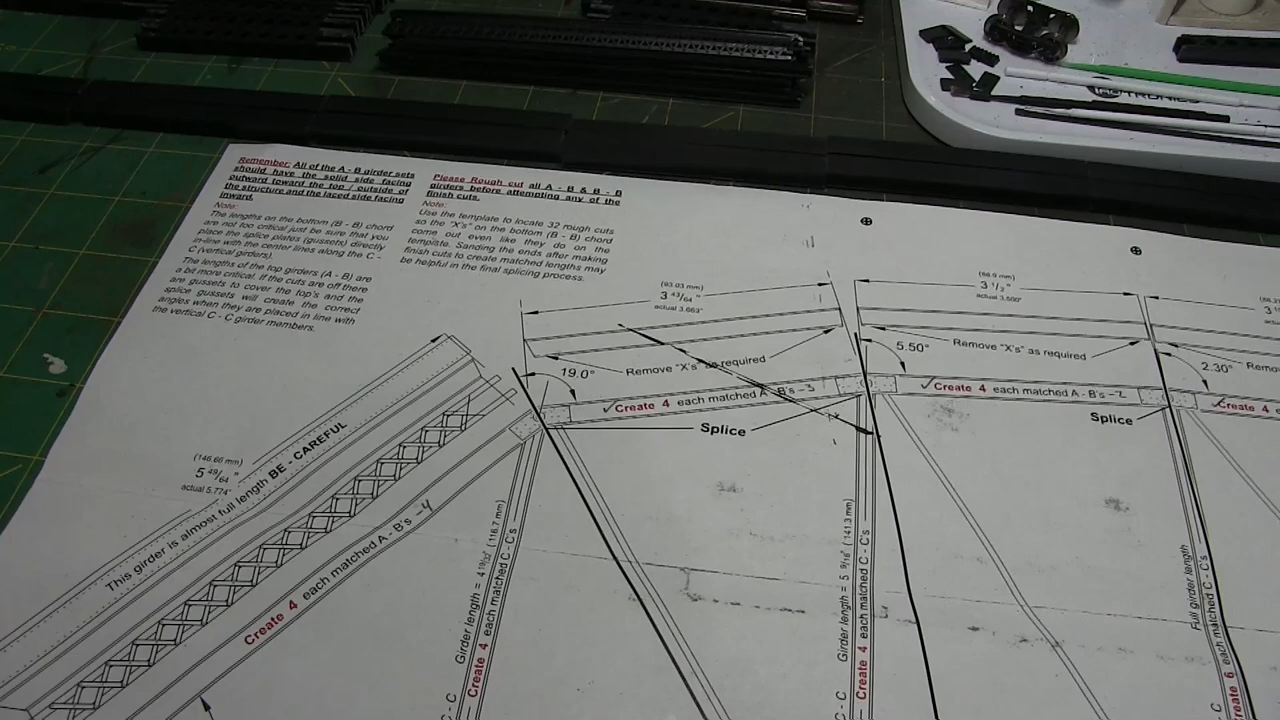 Remember: All of the A - B girder sets
should have the solid side facing
outward toward the top / outside of
the structure and the laced side facing
inward.
Note:
The lengths on the bottom (B - B) chord
are not too critical just be sure that you
place the splice plates (gussets) directly
in-line with the center lines along the C -
C (vertical girders).
The lengths of the top girders (A - B) are
a bit more critical. If the cuts are off there
are gussets to cover the top's and the
splice gussets will create the correct
angles when they are placed in line with
the vertical C - C girder members.
Please Rough cut all A - B & B - B
girders before attempting any of the
finish cuts.
Note:
Use the template to locate 32 rough cuts
so the "X's" on the bottom (B - B) chord
come out even like they do on the
template. Sanding the ends after making
finish cuts to create matched lengths may
be helpful in the final splicing process.
(93.03 mm)
3 43/64 "
actual 3.663"
(88.9 mm)
3 1/2 "
actual 3.500"
Remove "X's" as required
Remove "X's" as required
19.0°
5.50°
2.30°
✓Create 4 each matched A - B's -3
✓Create 4 each matched A - B's -2
✓Create 4
Splice
Splice
(146.66 mm)
5 49/64 "
actual 5.774"
This girder is almost full length BE - CAREFUL
Create 4 each matched A - B's -4
Girder length = 4 19/32" (116.7 mm)
Create 4 each matched C - C's
C - C
Girder length = 5 9/16" (141.3 mm)
Create 4 each matched C - C's
C - C
Full girder length
Create 6 each matched C - C's